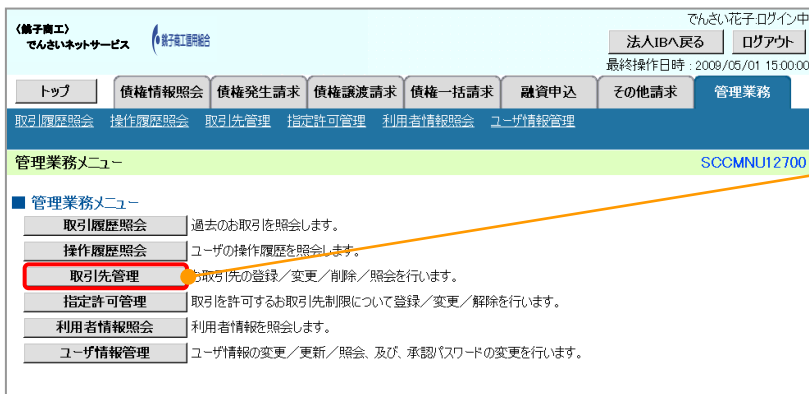 〈銚子商工〉
でんさいネットサービス
銚子商工信用組合
でんさい花子:ログイン中
法人IBへ戻る
ログアウト
最終操作日時 : 2009/05/01 15:00:00
トップ
債権情報照会
債権発生請求
債権譲渡請求
債権一括請求
融資申込
その他請求
管理業務
取引履歴照会 操作履歴照会 取引先管理 指定許可管理 利用者情報照会 ユーザ情報管理
管理業務メニュー
SCCMNU12700
■ 管理業務メニュー
取引履歴照会 過去のお取引を照会します。
操作履歴照会 ユーザの操作履歴を照会します。
取引先管理 お取引先の登録／変更／削除／照会を行います。
指定許可管理 取引を許可するお取引先制限について登録／変更／解除を行います。
利用者情報照会 利用者情報を照会します。
ユーザ情報管理 ユーザ情報の変更／更新／照会、及び、承認パスワードの変更を行います。